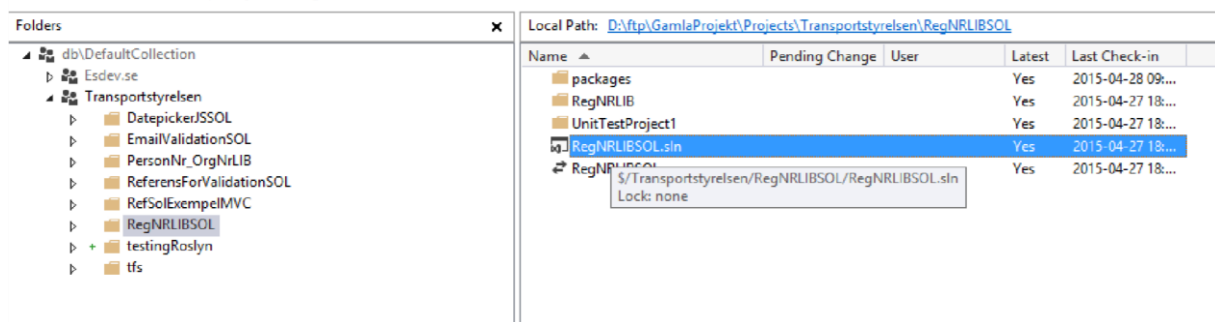 Folders
db\DefaultCollection
Esdev.se
Transportstyrelsen
DatepickerJSSOL
EmailValidationSOL
PersonNr_OrgNrLIB
ReferensForValidationSOL
RefSolExempelMVC
RegNRLIBSOL
testingRoslyn
tfs
Local Path: D:\ftp\GamlaProjekt\Projects\Transportstyrelsen\RegNRLIBSOL
Name Pending Change User Latest Last Check-in
packages Yes 2015-04-28 09:...
RegNRLIB Yes 2015-04-27 18:...
UnitTestProject1 Yes 2015-04-27 18:...
RegNRLIBSOL.sln Yes 2015-04-27 18:...
Yes 2015-04-27 18:...
$/Transportstyrelsen/RegNRLIBSOL/RegNRLIBSOL.sln
Lock: none